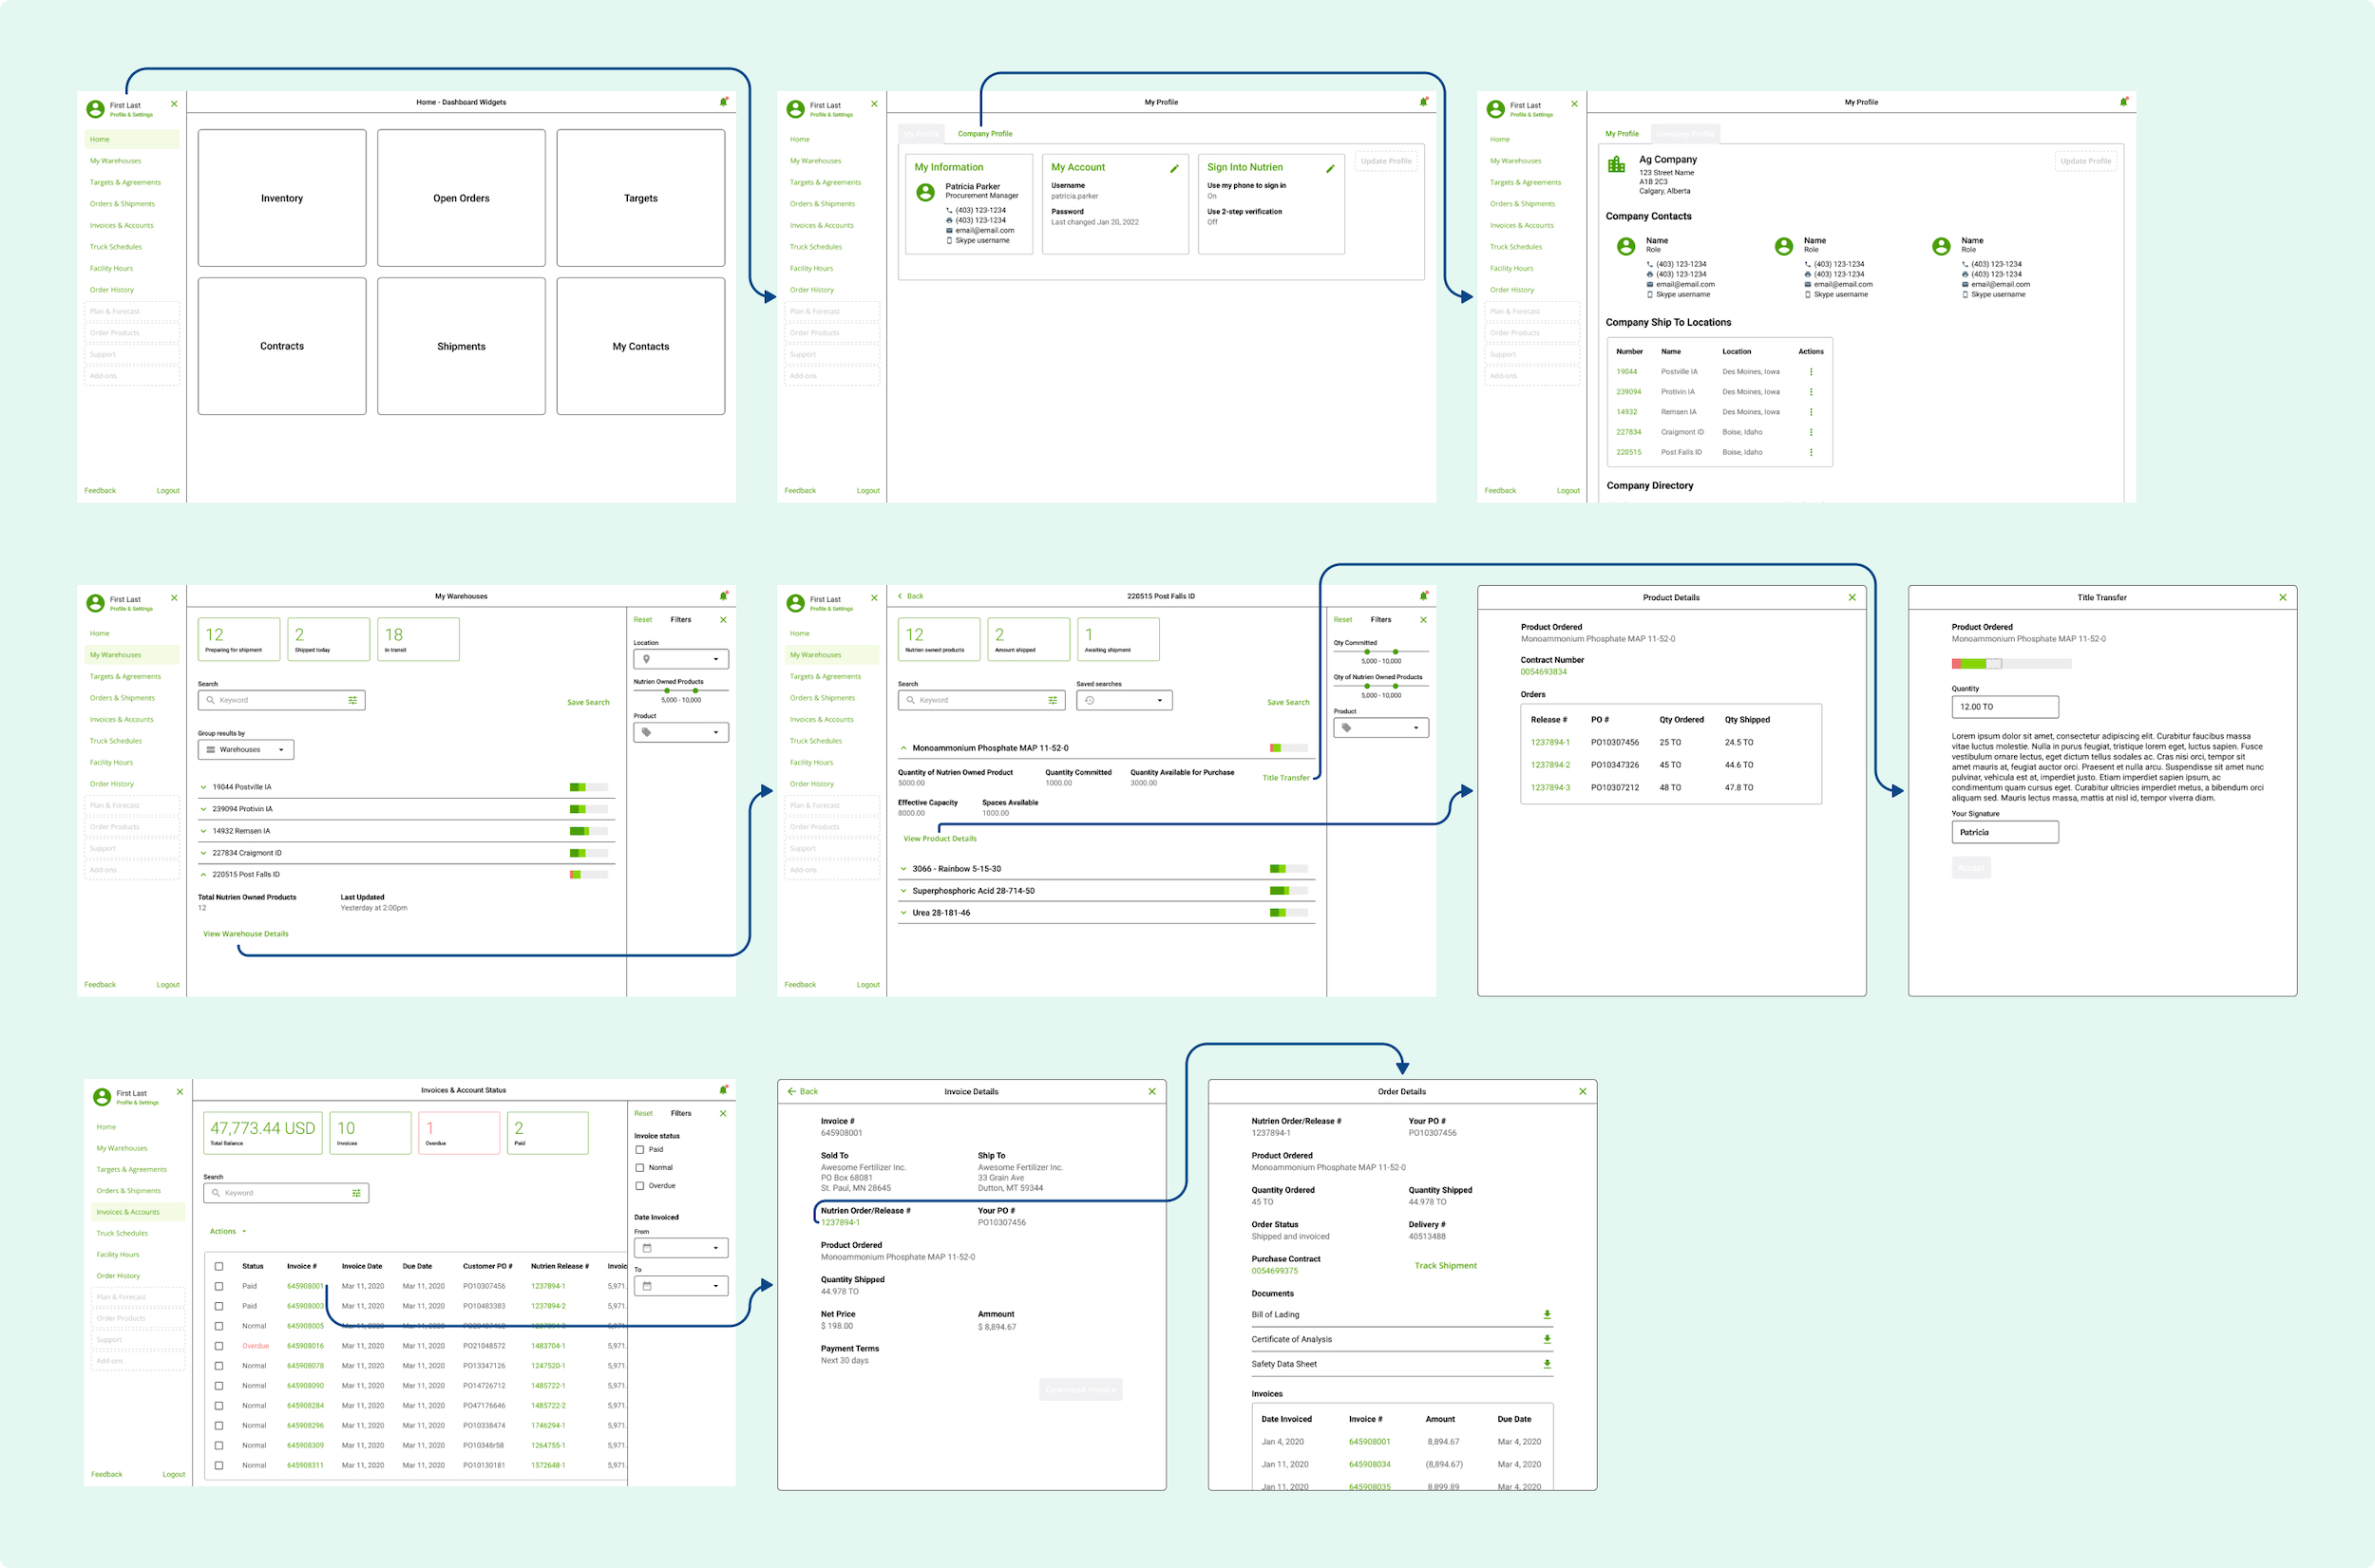 First Last
Profile & Settings
Home
My Warehouses
Targets & Agreements
Orders & Shipments
Invoices & Accounts
Truck Schedules
Facility Hours
Order History
Plan & Forecast
Order Products
Support
Add-ons
Feedback Logout
Home - Dashboard Widgets
Inventory
Open Orders
Targets
Contracts
Shipments
My Contacts
First Last
Profile & Settings
Home
My Warehouses
Targets & Agreements
Orders & Shipments
Invoices & Accounts
Truck Schedules
Facility Hours
Order History
Plan & Forecast
Order Products
Support
Add-ons
Feedback Logout
My Profile
My Profile Company Profile
My Information
Patricia Parker
Procurement Manager
(403) 123-1234
(403) 123-1234
email@email.com
Skype username
My Account
Username
patricia.parker
Password
Last changed Jan 20, 2022
Sign Into Nutrien
Use my phone to sign in
On
Use 2-step verification
Off
Update Profile
First Last
Profile & Settings
Home
My Warehouses
Targets & Agreements
Orders & Shipments
Invoices & Accounts
Truck Schedules
Facility Hours
Order History
Plan & Forecast
Order Products
Support
Add-ons
Feedback Logout
My Profile
My Profile Company Profile
Ag Company
123 Street Name
A1B 2C3
Calgary, Alberta
Update Profile
Company Contacts
Name
Role
(403) 123-1234
(403) 123-1234
email@email.com
Skype username
Name
Role
(403) 123-1234
(403) 123-1234
email@email.com
Skype username
Name
Role
(403) 123-1234
(403) 123-1234
email@email.com
Skype username
Company Ship To Locations
Number Name Location Actions
19044 Postville IA Des Moines, Iowa
239094 Protivin IA Des Moines, Iowa
14932 Remsen IA Des Moines, Iowa
227834 Craigmont ID Boise, Idaho
220515 Post Falls ID Boise, Idaho
Company Directory
First Last
Profile & Settings
Home
My Warehouses
Targets & Agreements
Orders & Shipments
Invoices & Accounts
Truck Schedules
Facility Hours
Order History
Plan & Forecast
Order Products
Support
Add-ons
Feedback Logout
My Warehouses
12
Preparing for shipment
2
Shipped today
18
In transit
Search
Keyword
Save Search
Group results by
Warehouses
19044 Postville IA
239094 Protivin IA
14932 Remsen IA
227834 Craigmont ID
220515 Post Falls ID
Total Nutrien Owned Products Last Updated
12 Yesterday at 2:00pm
View Warehouse Details
Reset Filters
Location
Nutrien Owned Products
5,000 - 10,000
Product
First Last
Profile & Settings
Home
My Warehouses
Targets & Agreements
Orders & Shipments
Invoices & Accounts
Truck Schedules
Facility Hours
Order History
Plan & Forecast
Order Products
Support
Add-ons
Feedback Logout
Back 220515 Post Falls ID
12
Nutrien owned products
2
Amount shipped
1
Awaiting shipment
Search Saved searches
Keyword
Save Search
Monoammonium Phosphate MAP 11-52-0
Quantity of Nutrien Owned Product Quantity Committed Quantity Available for Purchase
5000.00 1000.00 3000.00
Title Transfer
Effective Capacity Spaces Available
8000.00 1000.00
View Product Details
3066 - Rainbow 5-15-30
Superphosphoric Acid 28-714-50
Urea 28-181-46
Reset Filters
Qty Committed
5,000 - 10,000
Qty of Nutrien Owned Products
5,000 - 10,000
Product
Product Details
Product Ordered
Monoammonium Phosphate MAP 11-52-0
Contract Number
0054693834
Orders
Release # PO # Qty Ordered Qty Shipped
1237894-1 PO10307456 25 TO 24.5 TO
1237894-2 PO10347326 45 TO 44.6 TO
1237894-3 PO10307212 48 TO 47.8 TO
Title Transfer
Product Ordered
Monoammonium Phosphate MAP 11-52-0
Quantity
12.00 TO
Lorem ipsum dolor sit amet, consectetur adipiscing elit. Curabitur faucibus massa
vitae luctus molestie. Nulla in purus feugiat, tristique lorem eget, luctus sapien. Fusce
vestibulum ornare lectus, eget dictum tellus sodales ac. Cras nisi orci, tempor sit
amet mauris at, feugiat auctor orci. Praesent et nulla arcu. Suspendisse sit amet nunc
pulvinar, vehicula est at, imperdiet justo. Etiam imperdiet sapien ipsum, ac
condimentum quam cursus eget. Curabitur ultricies imperdiet metus, a bibendum orci
aliquam sed. Mauris lectus massa, mattis at nisl id, tempor viverra diam.
Your Signature
Patricia
Accept
First Last
Profile & Settings
Home
My Warehouses
Targets & Agreements
Orders & Shipments
Invoices & Accounts
Truck Schedules
Facility Hours
Order History
Plan & Forecast
Order Products
Support
Add-ons
Feedback Logout
Invoices & Account Status
47,773.44 USD
Total Balance
10
Invoices
1
Overdue
2
Paid
Search
Keyword
Actions
Status Invoice # Invoice Date Due Date Customer PO # Nutrien Release # Invoic
Paid 645908001 Mar 11, 2020 Mar 11, 2020 PO10307456 1237894-1 5,971.
Paid 645908003 Mar 11, 2020 Mar 11, 2020 PO10483383 1237894-2 5,971.
Normal 645908005 Mar 11, 2020 Mar 11, 2020
Overdue 645908016 Mar 11, 2020 Mar 11, 2020 PO21048572 1483704-1 5,971.
Normal 645908078 Mar 11, 2020 Mar 11, 2020 PO13347126 1247520-1 5,971.
Normal 645908090 Mar 11, 2020 Mar 11, 2020 PO14726712 1485722-1 5,971.
Normal 645908284 Mar 11, 2020 Mar 11, 2020 PO47176646 1485722-2 5,971.
Normal 645908296 Mar 11, 2020 Mar 11, 2020 PO10338474 1746294-1 5,971.
Normal 645908309 Mar 11, 2020 Mar 11, 2020 PO10348r58 1264755-1 5,971.
Normal 645908311 Mar 11, 2020 Mar 11, 2020 PO10130181 1572648-1 5,971.
Reset Filters
Invoice status
Paid
Normal
Overdue
Date Invoiced
From
To
Back Invoice Details
Invoice #
645908001
Sold To Ship To
Awesome Fertilizer Inc. Awesome Fertilizer Inc.
PO Box 68081 33 Grain Ave
St. Paul, MN 28645 Dutton, MT 59344
Nutrien Order/Release # Your PO #
1237894-1 PO10307456
Product Ordered
Monoammonium Phosphate MAP 11-52-0
Quantity Shipped
44.978 TO
Net Price Ammount
$ 198.00 $ 8,894.67
Payment Terms
Next 30 days
Download Invoice
Order Details
Nutrien Order/Release # Your PO #
1237894-1 PO10307456
Product Ordered
Monoammonium Phosphate MAP 11-52-0
Quantity Ordered Quantity Shipped
45 TO 44.978 TO
Order Status Delivery #
Shipped and invoiced 40513488
Purchase Contract
0054699375 Track Shipment
Documents
Bill of Lading
Certificate of Analysis
Safety Data Sheet
Invoices
Date Invoiced Invoice # Amount Due Date
Jan 4, 2020 645908001 8,894.67 Mar 4, 2020
Jan 11, 2020 645908034 (8,894.67) Mar 4, 2020
Jan 11, 2020 645908035 8,899.89 Mar 4, 2020